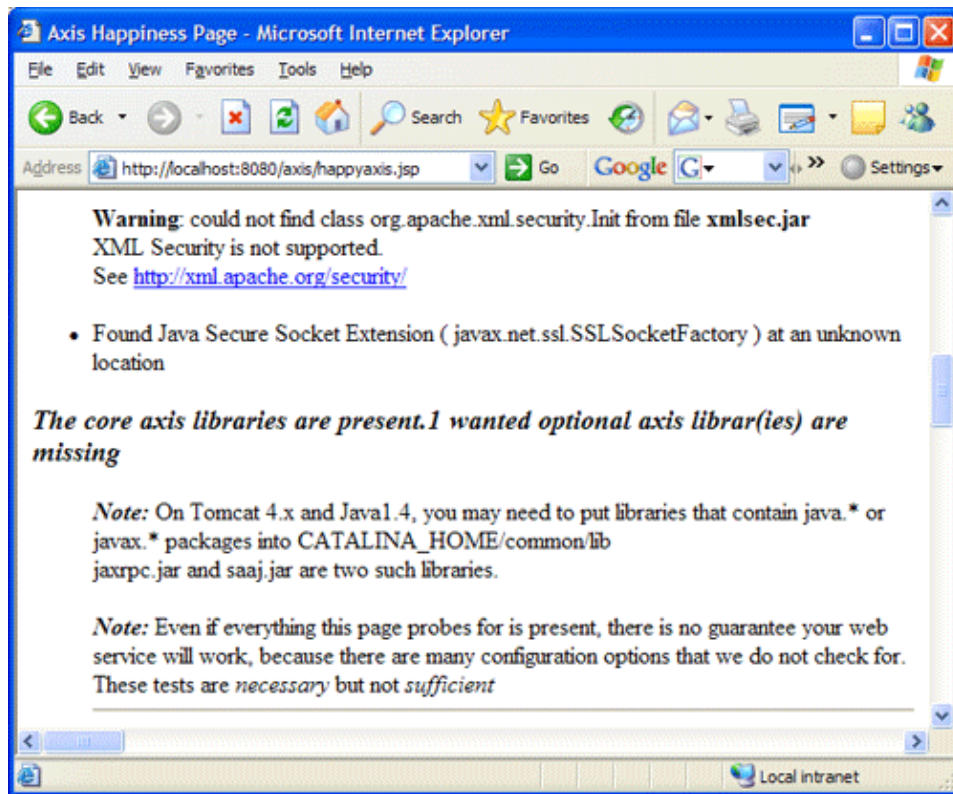 Axis Happiness Page - Microsoft Internet Explorer
File Edit View Favorites Tools Help
Back Search Favorites
Address http://localhost:8080/axis/happyaxis.jsp Go Google G Settings
Warning: could not find class org.apache.xml.security.Init from file xmlsec.jar
XML Security is not supported.
See http://xml.apache.org/security/
• Found Java Secure Socket Extension ( javax.net.ssl.SSLSocketFactory ) at an unknown
location
The core axis libraries are present.1 wanted optional axis librar(ies) are
missing
Note: On Tomcat 4.x and Java1.4, you may need to put libraries that contain java.* or
javax.* packages into CATALINA_HOME/common/lib
jaxrpc.jar and saaj.jar are two such libraries.
Note: Even if everything this page probes for is present, there is no guarantee your web
service will work, because there are many configuration options that we do not check for.
These tests are necessary but not sufficient
Local intranet